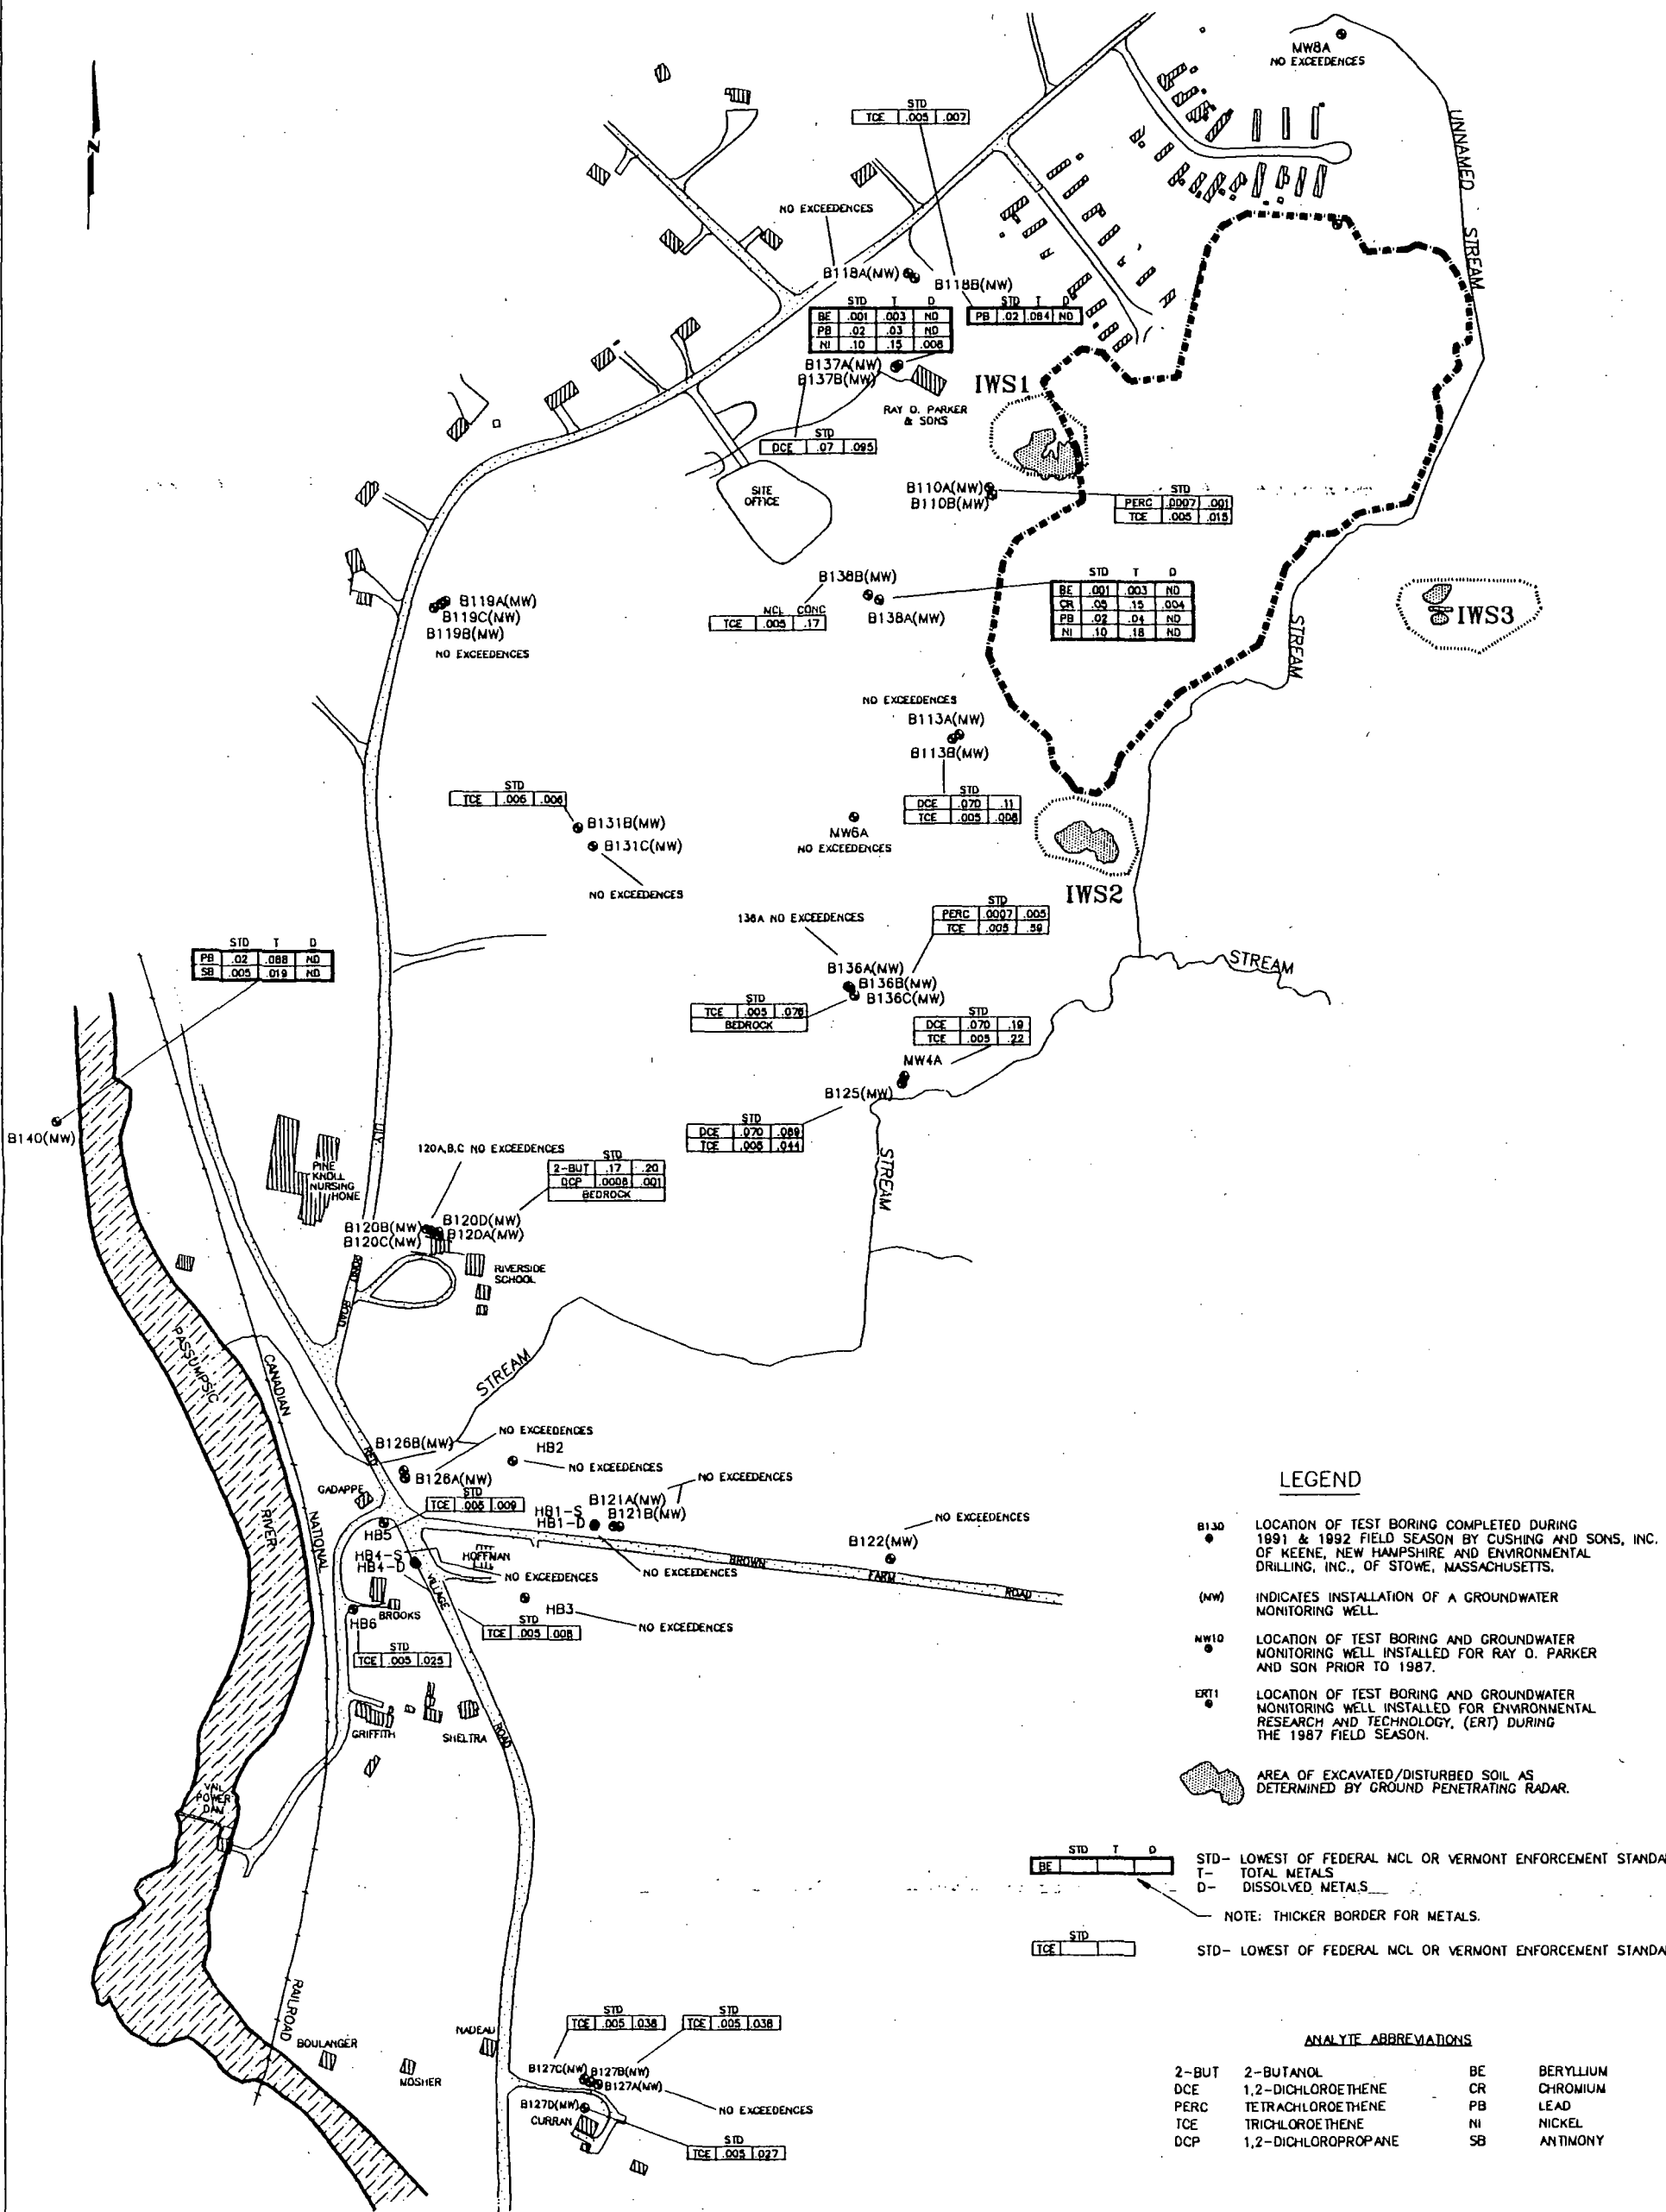 N
MW8A
NO EXCEEDENCES
UNNAMED STREAM
STD
TCE .005 .007
NO EXCEEDENCES
B118A(MW)
B118B(MW)
STD T D
BE .001 .003 ND
PB .02 .03 ND
NI .10 .15 .008
STD T D
PB .02 .084 ND
B137A(MW)
B137B(MW)
RAY O. PARKER
& SONS
IWS1
STD
DCE .07 .095
SITE
OFFICE
B110A(MW)
B110B(MW)
STD
PERC .0007 .001
TCE .005 .015
B119A(MW)
B119C(MW)
B119B(MW)
NO EXCEEDENCES
B138B(MW)
MCL CONC
TCE .005 .17
B138A(MW)
STD T D
BE .001 .003 ND
CR .05 .15 .004
PB .02 .04 ND
NI .10 .18 ND
IWS3
STREAM
NO EXCEEDENCES
B113A(MW)
B113B(MW)
STD
DCE .070 .11
TCE .005 .008
STD
TCE .005 .006
B131B(MW)
B131C(MW)
NO EXCEEDENCES
MW6A
NO EXCEEDENCES
IWS2
136A NO EXCEEDENCES
STD
PERC .0007 .005
TCE .005 .59
STREAM
B136A(MW)
B136B(MW)
B136C(MW)
STD
TCE .005 .076
BEDROCK
STD
DCE .070 .19
TCE .005 .22
MW4A
B125(MW)
STD
DCE .070 .089
TCE .005 .044
STREAM
STD T D
PB .02 .088 ND
SB .005 .019 ND
B140(MW)
PINE
KNOLL
NURSING
HOME
LILY
POND
ROAD
120A,B,C NO EXCEEDENCES
STD
2-BUT .17 .20
DCP .0006 .001
BEDROCK
B120B(MW)
B120D(MW)
B120C(MW)
B120A(MW)
RIVERSIDE
SCHOOL
STREAM
PASSUMPSIC
RIVER
CANADIAN
NATIONAL
RAILROAD
RED
VILLAGE
ROAD
B126B(MW)
NO EXCEEDENCES
B126A(MW)
HB2
NO EXCEEDENCES
GADAPPE
STD
TCE .005 .009
HB5
HB1-S
HB1-D
B121A(MW)
B121B(MW)
NO EXCEEDENCES
NO EXCEEDENCES
B122(MW)
NO EXCEEDENCES
BROWN
FARM
ROAD
HB4-S
HB4-D
HOFFMAN
NO EXCEEDENCES
HB3
NO EXCEEDENCES
STD
TCE .005 .008
BROOKS
HB6
STD
TCE .005 .025
GRIFFITH
SHELTRA
VAIL
POWER
DAM
BOULANGER
MOSHER
NADEAU
STD
TCE .005 .038
STD
TCE .005 .038
B127C(MW)
B127B(MW)
B127A(MW)
NO EXCEEDENCES
B127D(MW)
CURRAN
STD
TCE .005 .027
LEGEND
B130 LOCATION OF TEST BORING COMPLETED DURING
1991 & 1992 FIELD SEASON BY CUSHING AND SONS, INC.
OF KEENE, NEW HAMPSHIRE AND ENVIRONMENTAL
DRILLING, INC., OF STOWE, MASSACHUSETTS.
(MW) INDICATES INSTALLATION OF A GROUNDWATER
MONITORING WELL.
MW10 LOCATION OF TEST BORING AND GROUNDWATER
MONITORING WELL INSTALLED FOR RAY O. PARKER
AND SON PRIOR TO 1987.
ERT1 LOCATION OF TEST BORING AND GROUNDWATER
MONITORING WELL INSTALLED FOR ENVIRONMENTAL
RESEARCH AND TECHNOLOGY, (ERT) DURING
THE 1987 FIELD SEASON.
AREA OF EXCAVATED/DISTURBED SOIL AS
DETERMINED BY GROUND PENETRATING RADAR.
STD T D
BE
STD- LOWEST OF FEDERAL MCL OR VERMONT ENFORCEMENT STANDA
T- TOTAL METALS
D- DISSOLVED METALS
NOTE: THICKER BORDER FOR METALS.
STD
TCE
STD- LOWEST OF FEDERAL MCL OR VERMONT ENFORCEMENT STANDA
ANALYTE ABBREVIATIONS
2-BUT 2-BUTANOL BE BERYLLIUM
DCE 1,2-DICHLOROETHENE CR CHROMIUM
PERC TETRACHLOROETHENE PB LEAD
TCE TRICHLOROETHENE NI NICKEL
DCP 1,2-DICHLOROPROPANE SB ANTIMONY